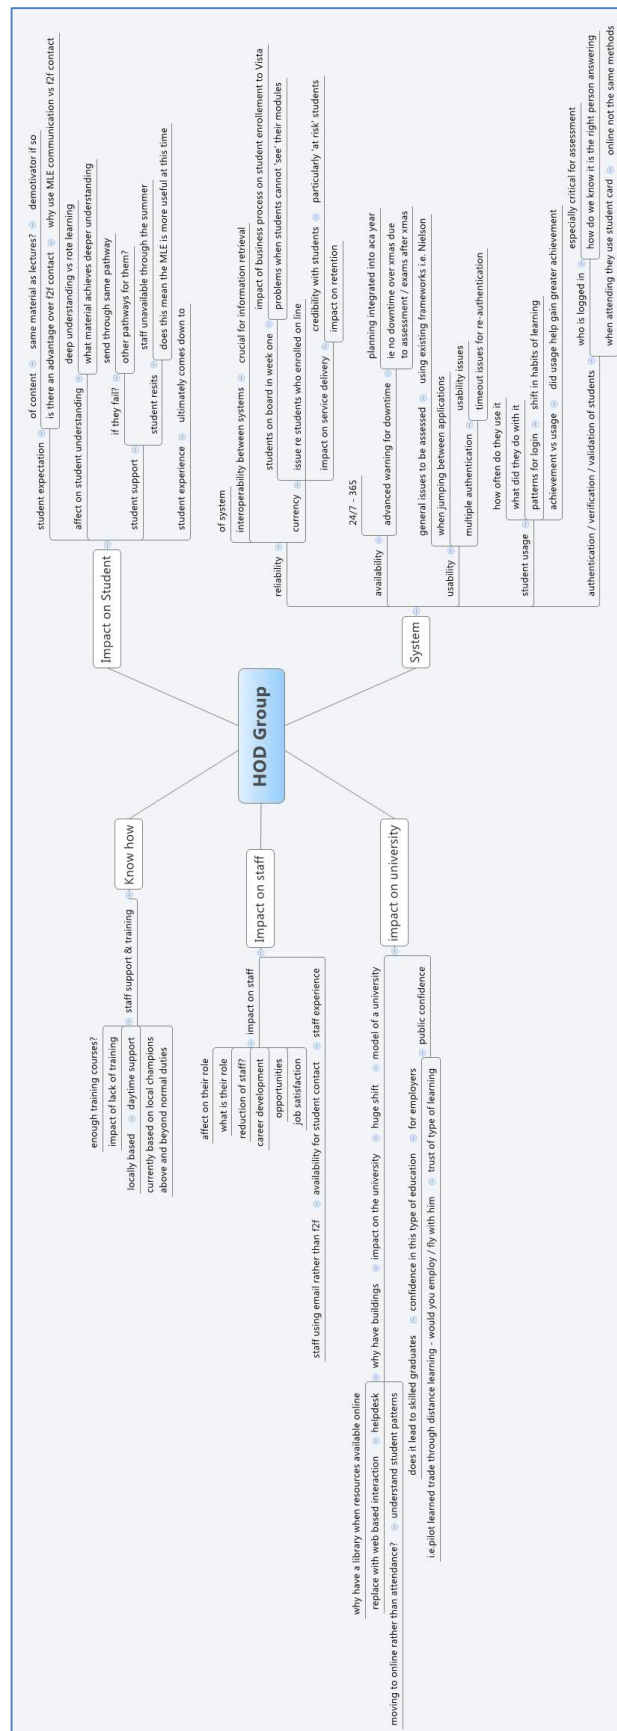 HOD Group
Impact on Student
student expectation
of content
same material as lectures?
demotivator if so
is there an advantage over f2f contact
why use MLE communication vs f2f contact
affect on student understanding
deep understanding vs rote learning
what material achieves deeper understanding
student support
if they fail?
send through same pathway
other pathways for them?
student resits
staff unavailable through the summer
does this mean the MLE is more useful at this time
student experience
ultimately comes down to
System
reliability
of system
interoperability between systems
crucial for information retrieval
currency
students on board in week one
impact of business process on student enrollement to Vista
problems when students cannot 'see' their modules
issue re students who enrolled on line
impact on service delivery
credibility with students
particularly 'at risk' students
impact on retention
availability
24/7 - 365
advanced warning for downtime
planning integrated into aca year
ie no downtime over xmas due
to assessment / exams after xmas
usability
general issues to be assessed
using existing frameworks i.e. Nielson
when jumping between applications
multiple authentication
usability issues
timeout issues for re-authentication
student usage
how often do they use it
what did they do with it
patterns for login
shift in habits of learning
achievement vs usage
did usage help gain greater achievement
authentication / verification / validation of students
who is logged in
especially critical for assessment
how do we know it is the right person answering
when attending they use student card
online not the same methods
Know how
staff support & training
enough training courses?
impact of lack of training
daytime support
locally based
currently based on local champions
above and beyond normal duties
Impact on staff
impact on staff
affect on their role
what is their role
reduction of staff?
career development
opportunities
job satisfaction
staff experience
availability for student contact
staff using email rather than f2f
impact on university
model of a university
huge shift
impact on the university
why have buildings
why have a library when resources available online
helpdesk
replace with web based interaction
understand student patterns
moving to online rather than attendance?
public confidence
for employers
confidence in this type of education
does it lead to skilled graduates
trust of type of learning
i.e.pilot learned trade through distance learning - would you employ / fly with him